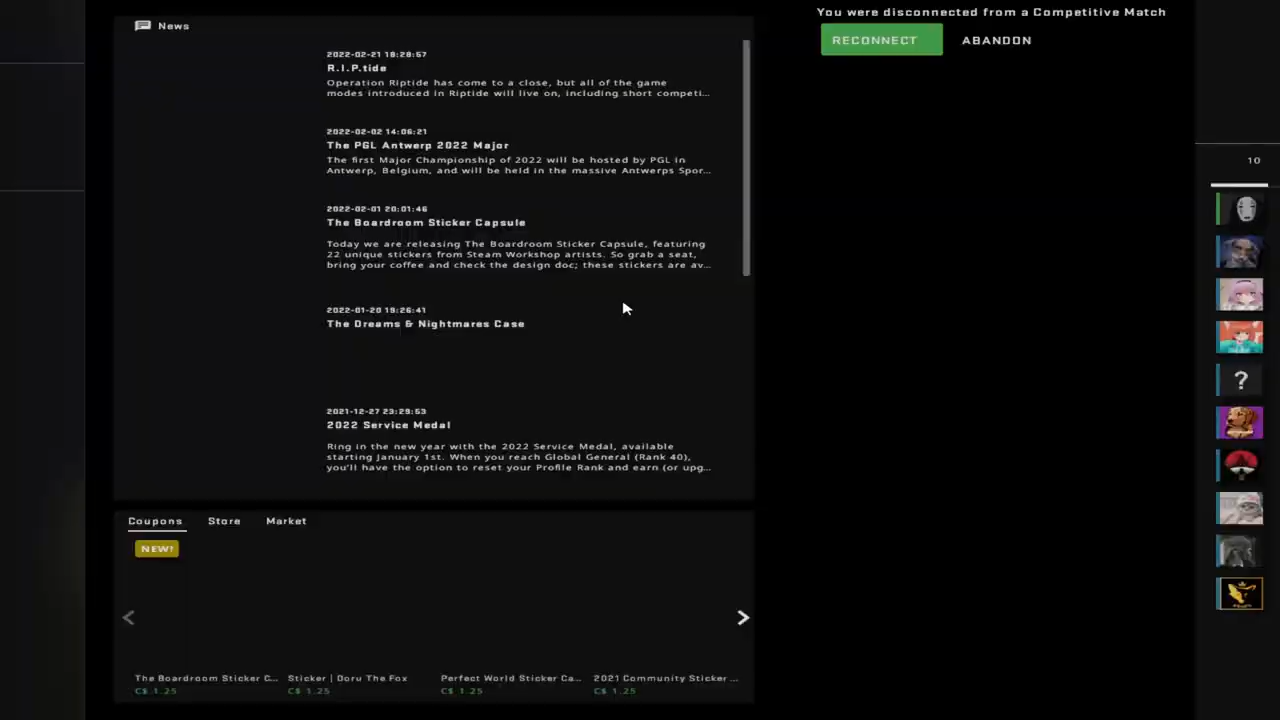 You were disconnected from a Competitive Match
RECONNECT
ABANDON
News
2022-02-21 18:28:57
R.I.P.tide
Operation Riptide has come to a close, but all of the game
modes introduced in Riptide will live on, including short competi...
2022-02-02 14:06:21
The PGL Antwerp 2022 Major
The first Major Championship of 2022 will be hosted by PGL in
Antwerp, Belgium, and will be held in the massive Antwerps Spor...
2022-02-01 20:01:46
The Boardroom Sticker Capsule
Today we are releasing The Boardroom Sticker Capsule, featuring
22 unique stickers from Steam Workshop artists. So grab a seat,
bring your coffee and check the design doc; these stickers are av...
2022-01-20 19:26:41
The Dreams & Nightmares Case
2021-12-27 23:29:53
2022 Service Medal
Ring in the new year with the 2022 Service Medal, available
starting January 1st. When you reach Global General (Rank 40),
you'll have the option to reset your Profile Rank and earn (or upg...
10
?
Coupons
Store
Market
NEW!
The Boardroom Sticker C...
C$ 1.25
Sticker | Doru The Fox
C$ 1.25
Perfect World Sticker Ca...
C$ 1.25
2021 Community Sticker ...
C$ 1.25